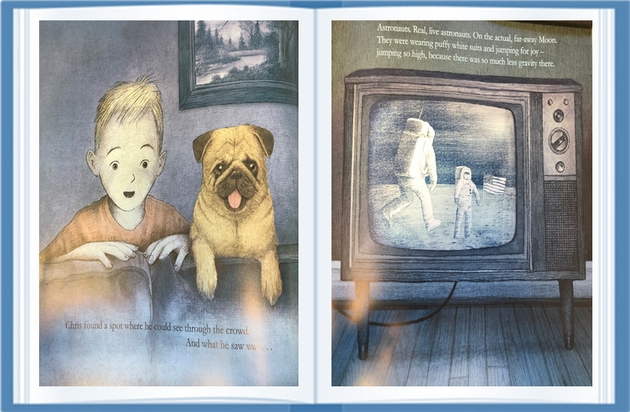 Chris found a spot where he could see through the crowd.
And what he saw
Astronauts. Real, live astronauts. On the actual, far-away Moon.
They were wearing puffy white suits and jumping for joy –
jumping so high, because there was so much less gravity there.